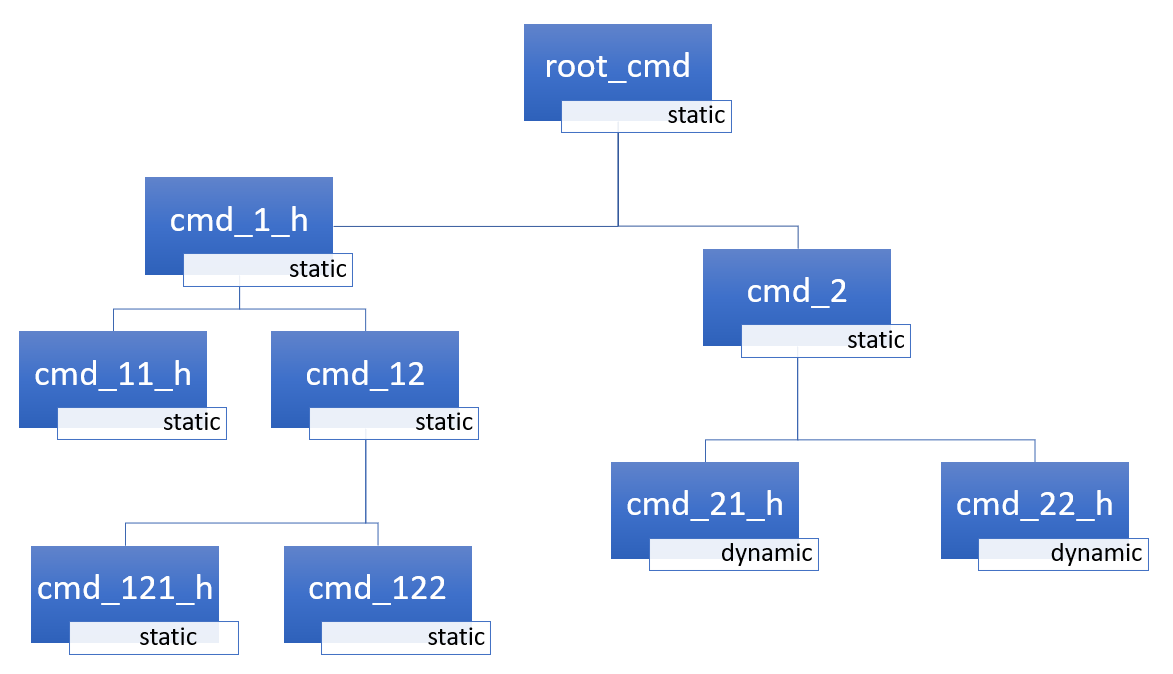 root_cmd
static
cmd_1_h
static
cmd_2
static
cmd_11_h
static
cmd_12
static
cmd_21_h
dynamic
cmd_22_h
dynamic
cmd_121_h
static
cmd_122
static